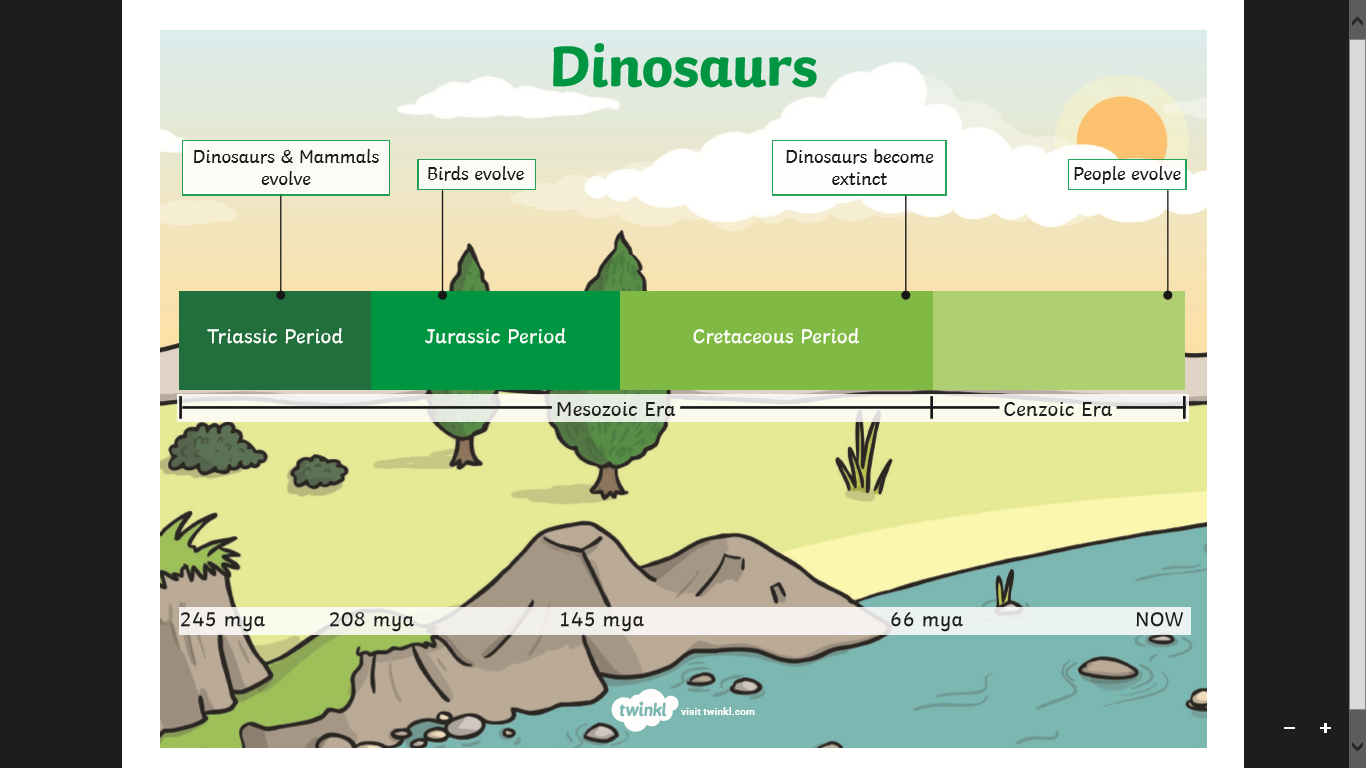 Dinosaurs
Dinosaurs & Mammals
evolve
Birds evolve
Dinosaurs become
extinct
People evolve
Triassic Period
Jurassic Period
Cretaceous Period
Mesozoic Era
Cenzoic Era
245 mya
208 mya
145 mya
66 mya
NOW
twinkl
visit twinkl.com